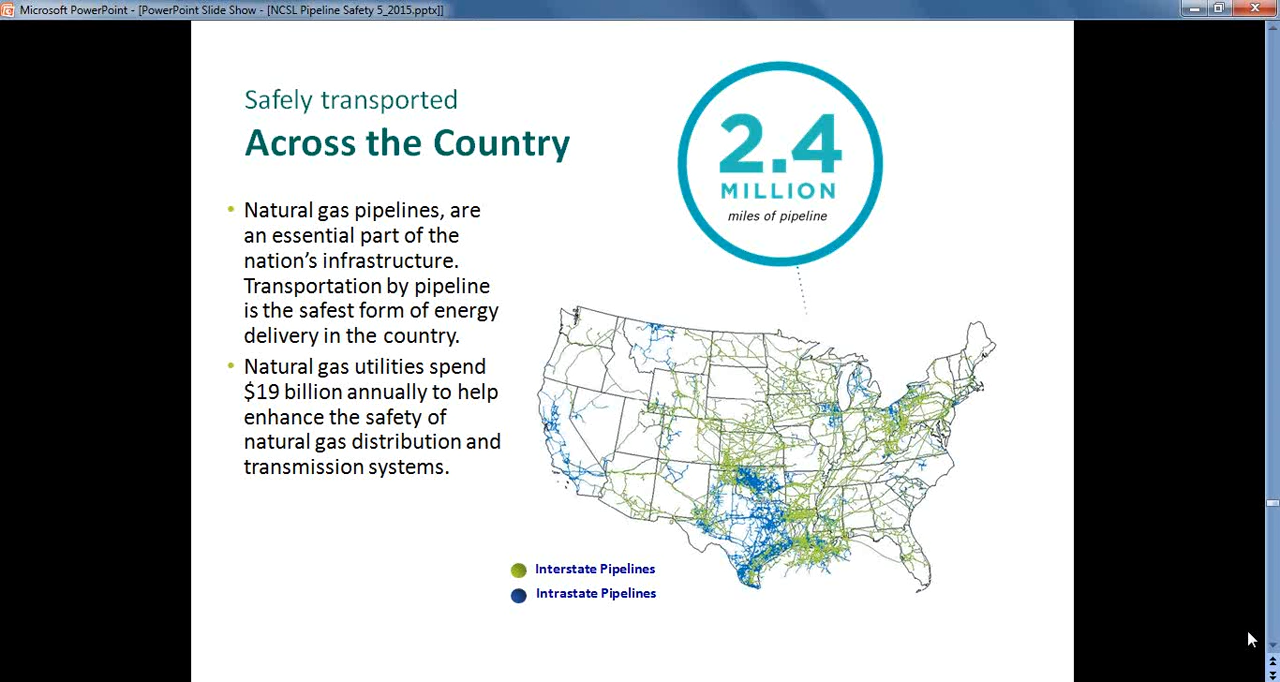 Microsoft PowerPoint - [PowerPoint Slide Show - [NCSL Pipeline Safety 5_2015.pptx]]
Safely transported
Across the Country
2.4
MILLION
miles of pipeline
• Natural gas pipelines, are
an essential part of the
nation’s infrastructure.
Transportation by pipeline
is the safest form of energy
delivery in the country.
• Natural gas utilities spend
$19 billion annually to help
enhance the safety of
natural gas distribution and
transmission systems.
Interstate Pipelines
Intrastate Pipelines